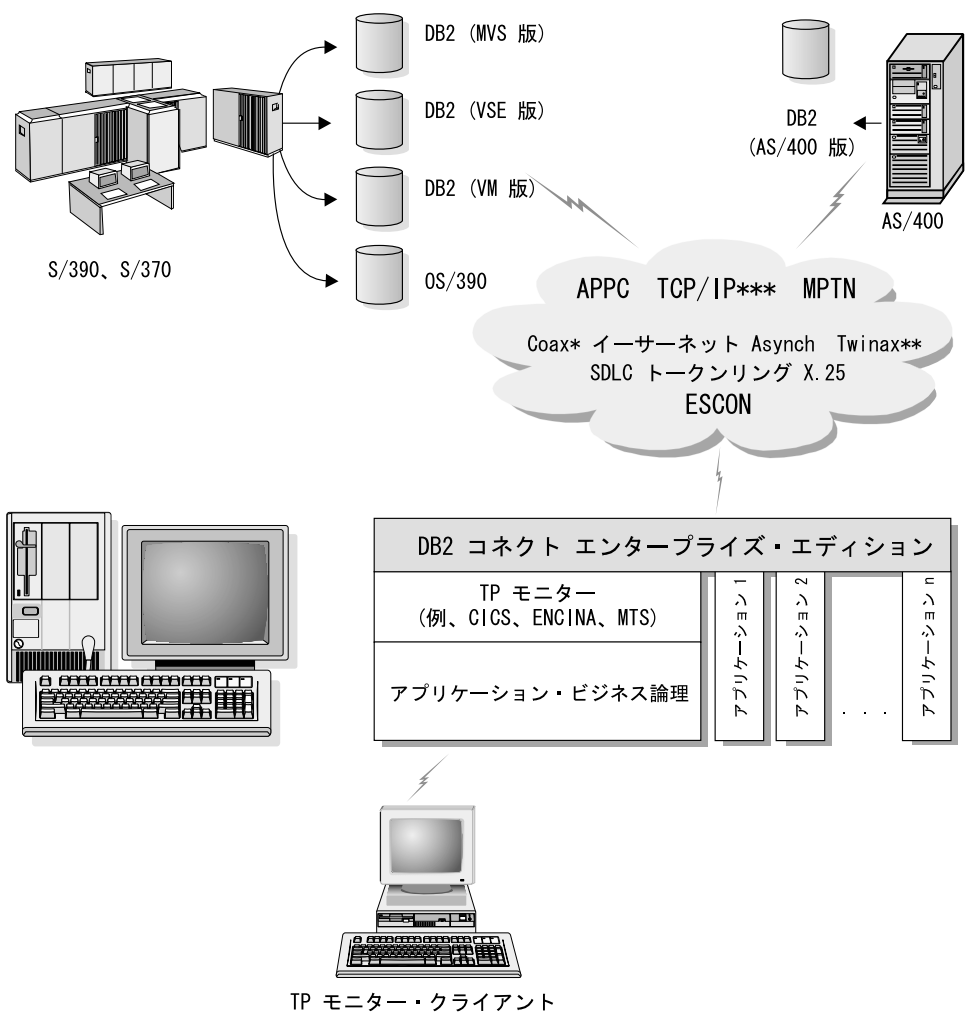 DB2 (MVS 版)
DB2 (VSE 版)
DB2 (VM 版)
OS/390
S/390、S/370
DB2
(AS/400 版)
AS/400
APPC TCP/IP*** MPTN
Coax* イーサーネット Asynch Twinax**
SDLC トークンリング X.25
ESCON
DB2 コネクト エンタープライズ・エディション
TP モニター
(例、CICS、ENCINA、MTS)
アプリケーション・ビジネス論理
アプリケーション 1
アプリケーション 2
. . .
アプリケーション n
TP モニター・クライアント